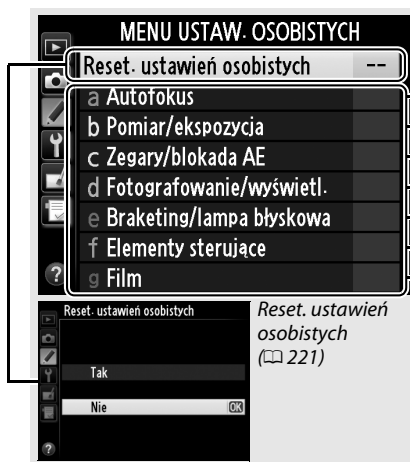 MENU USTAW. OSOBISTYCH
Reset. ustawień osobistych --
a Autofokus
b Pomiar/ekspozycja
c Zegary/blokada AE
d Fotografowanie/wyświetl.
e Braketing/lampa błyskowa
f Elementy sterujące
g Film
?
Reset. ustawień osobistych
Tak
Nie OK
?
Reset. ustawień
osobistych
(📖 221)